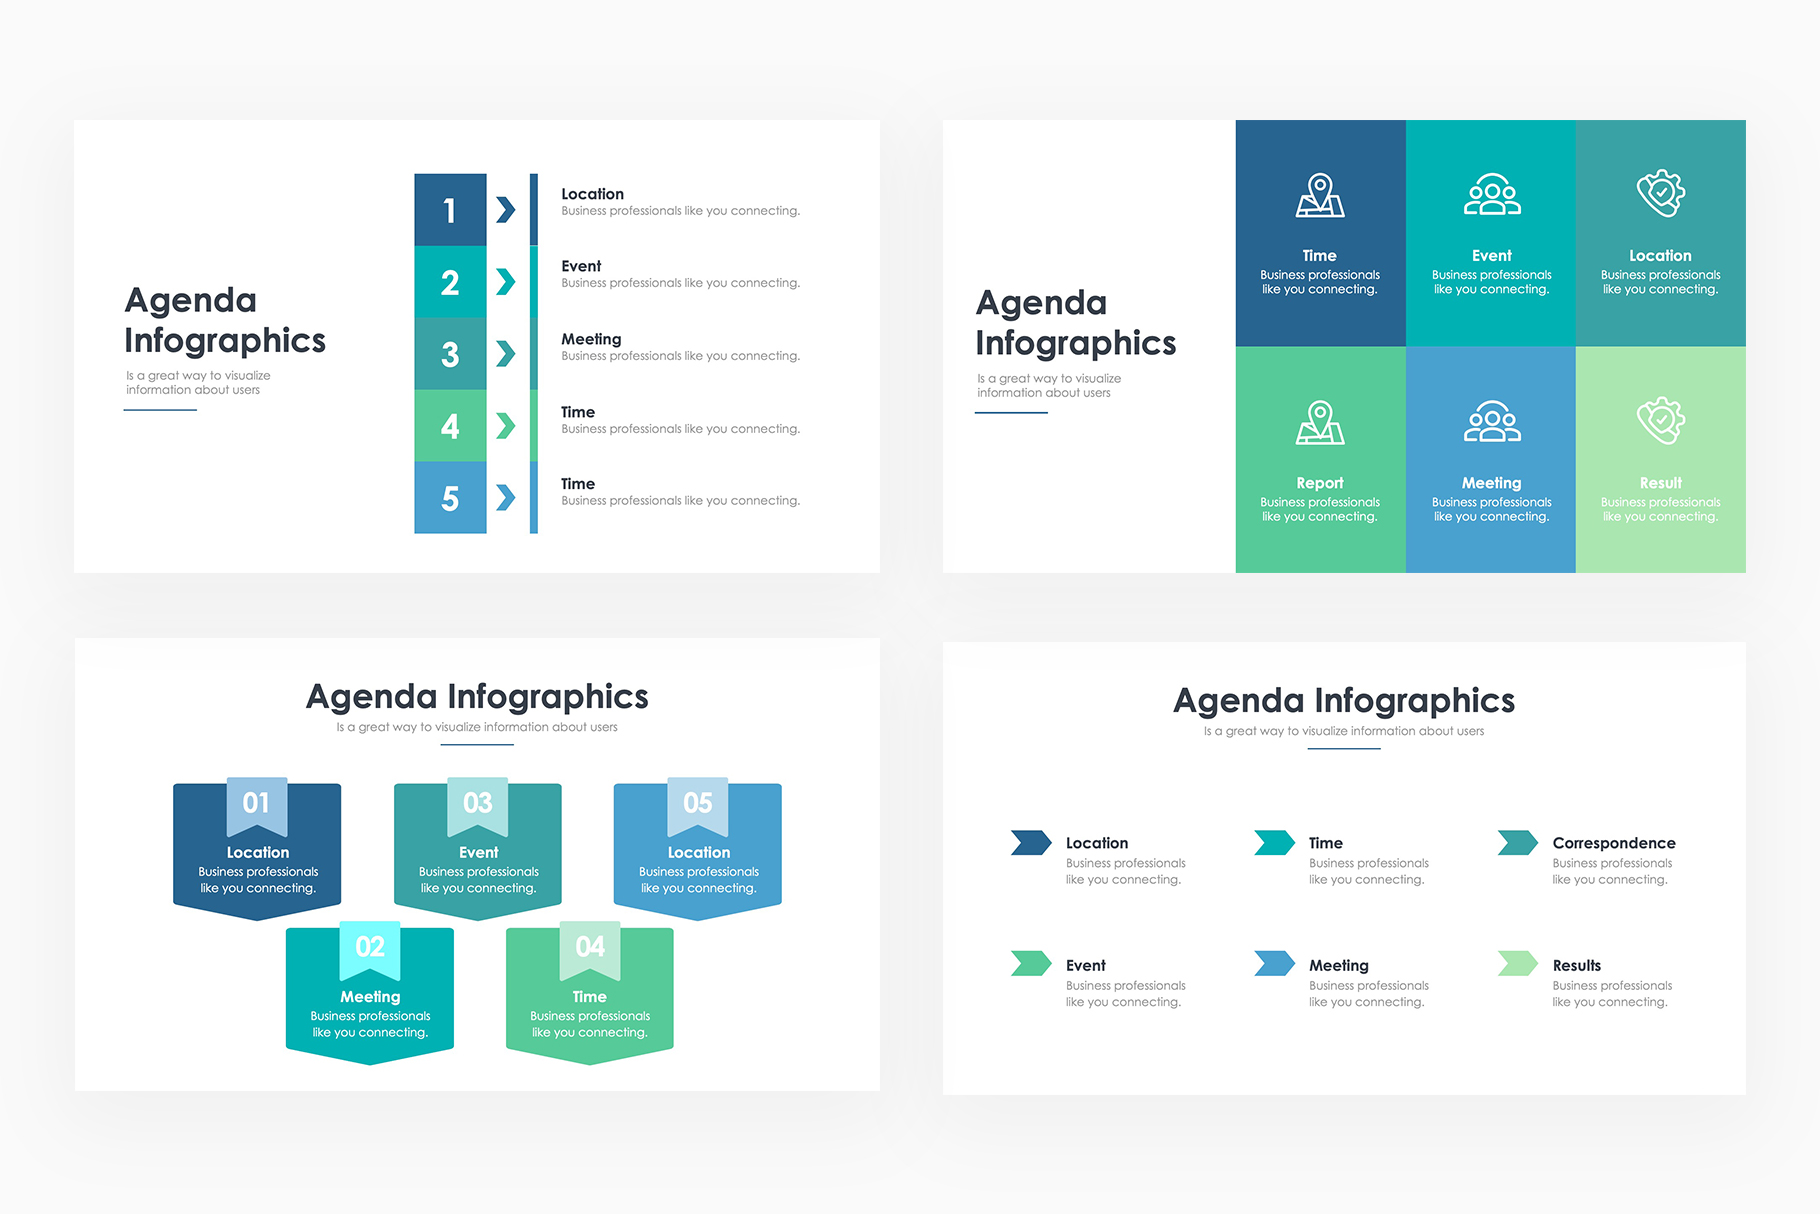 Agenda
Infographics
Is a great way to visualize
information about users
1
Location
Business professionals like you connecting.
2
Event
Business professionals like you connecting.
3
Meeting
Business professionals like you connecting.
4
Time
Business professionals like you connecting.
5
Time
Business professionals like you connecting.
Agenda
Infographics
Is a great way to visualize
information about users
Time
Business professionals
like you connecting.
Event
Business professionals
like you connecting.
Location
Business professionals
like you connecting.
Report
Business professionals
like you connecting.
Meeting
Business professionals
like you connecting.
Result
Business professionals
like you connecting.
Agenda Infographics
Is a great way to visualize information about users
01
Location
Business professionals
like you connecting.
03
Event
Business professionals
like you connecting.
05
Location
Business professionals
like you connecting.
02
Meeting
Business professionals
like you connecting.
04
Time
Business professionals
like you connecting.
Agenda Infographics
Is a great way to visualize information about users
Location
Business professionals
like you connecting.
Time
Business professionals
like you connecting.
Correspondence
Business professionals
like you connecting.
Event
Business professionals
like you connecting.
Meeting
Business professionals
like you connecting.
Results
Business professionals
like you connecting.